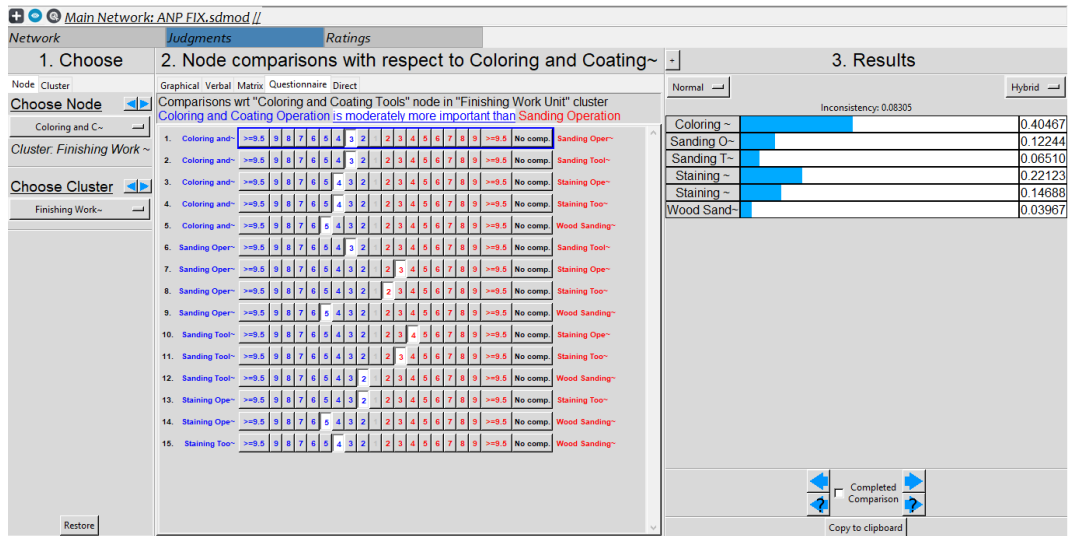 Main Network: ANP FIX.sdmod //
Network Judgments Ratings
1. Choose
Node Cluster
Choose Node
Coloring and C~
Cluster: Finishing Work ~
Choose Cluster
Finishing Work~
Restore
2. Node comparisons with respect to Coloring and Coating~
+
Graphical Verbal Matrix Questionnaire Direct
Comparisons wrt "Coloring and Coating Tools" node in "Finishing Work Unit" cluster
Coloring and Coating Operation is moderately more important than Sanding Operation
1. Coloring and~ >=9.5 9 8 7 6 5 4 3 2 1 2 3 4 5 6 7 8 9 >=9.5 No comp. Sanding Oper~
2. Coloring and~ >=9.5 9 8 7 6 5 4 3 2 1 2 3 4 5 6 7 8 9 >=9.5 No comp. Sanding Tool~
3. Coloring and~ >=9.5 9 8 7 6 5 4 3 2 1 2 3 4 5 6 7 8 9 >=9.5 No comp. Staining Ope~
4. Coloring and~ >=9.5 9 8 7 6 5 4 3 2 1 2 3 4 5 6 7 8 9 >=9.5 No comp. Staining Too~
5. Coloring and~ >=9.5 9 8 7 6 5 4 3 2 1 2 3 4 5 6 7 8 9 >=9.5 No comp. Wood Sanding~
6. Sanding Oper~ >=9.5 9 8 7 6 5 4 3 2 1 2 3 4 5 6 7 8 9 >=9.5 No comp. Sanding Tool~
7. Sanding Oper~ >=9.5 9 8 7 6 5 4 3 2 1 2 3 4 5 6 7 8 9 >=9.5 No comp. Staining Ope~
8. Sanding Oper~ >=9.5 9 8 7 6 5 4 3 2 1 2 3 4 5 6 7 8 9 >=9.5 No comp. Staining Too~
9. Sanding Oper~ >=9.5 9 8 7 6 5 4 3 2 1 2 3 4 5 6 7 8 9 >=9.5 No comp. Wood Sanding~
10. Sanding Tool~ >=9.5 9 8 7 6 5 4 3 2 1 2 3 4 5 6 7 8 9 >=9.5 No comp. Staining Ope~
11. Sanding Tool~ >=9.5 9 8 7 6 5 4 3 2 1 2 3 4 5 6 7 8 9 >=9.5 No comp. Staining Too~
12. Sanding Tool~ >=9.5 9 8 7 6 5 4 3 2 1 2 3 4 5 6 7 8 9 >=9.5 No comp. Wood Sanding~
13. Staining Ope~ >=9.5 9 8 7 6 5 4 3 2 1 2 3 4 5 6 7 8 9 >=9.5 No comp. Staining Too~
14. Staining Ope~ >=9.5 9 8 7 6 5 4 3 2 1 2 3 4 5 6 7 8 9 >=9.5 No comp. Wood Sanding~
15. Staining Too~ >=9.5 9 8 7 6 5 4 3 2 1 2 3 4 5 6 7 8 9 >=9.5 No comp. Wood Sanding~
3. Results
Normal Hybrid
Inconsistency: 0.08305
Coloring ~ 0.40467
Sanding O~ 0.12244
Sanding T~ 0.06510
Staining ~ 0.22123
Staining ~ 0.14688
Wood Sand~ 0.03967
Completed
Comparison
? ?
Copy to clipboard